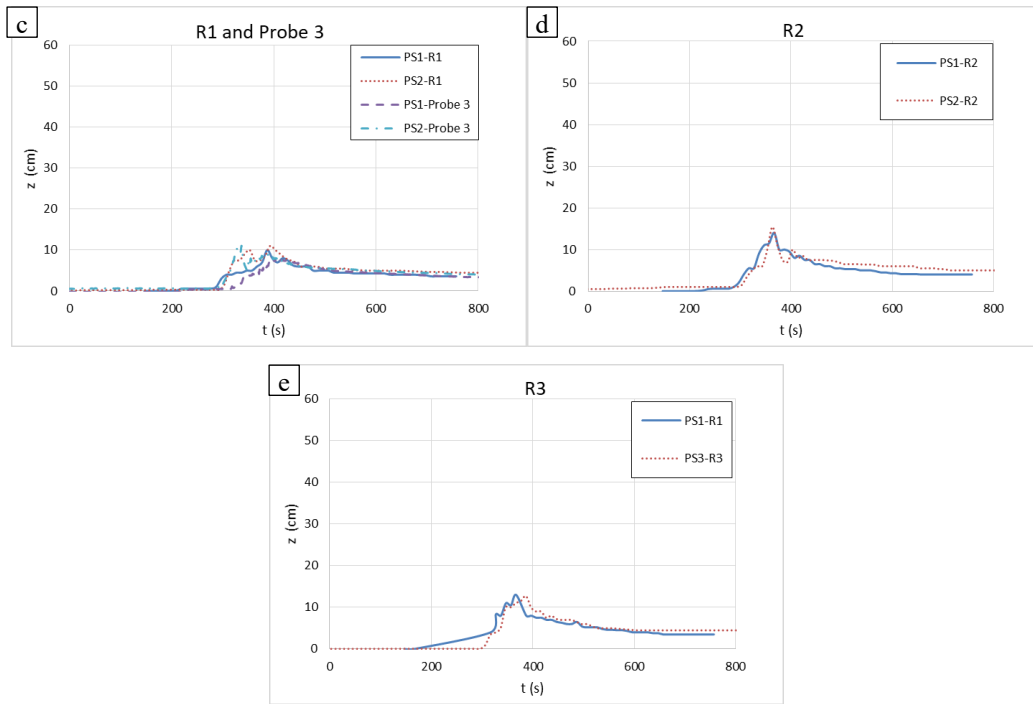 c
R1 and Probe 3
60
50
40
30
20
10
0
z (cm)
0 200 400 600 800
t (s)
PS1-R1
PS2-R1
PS1-Probe 3
PS2-Probe 3
d
R2
60
50
40
30
20
10
0
z (cm)
0 200 400 600 800
t (s)
PS1-R2
PS2-R2
e
R3
60
50
40
30
20
10
0
z (cm)
0 200 400 600 800
t (s)
PS1-R1
PS3-R3